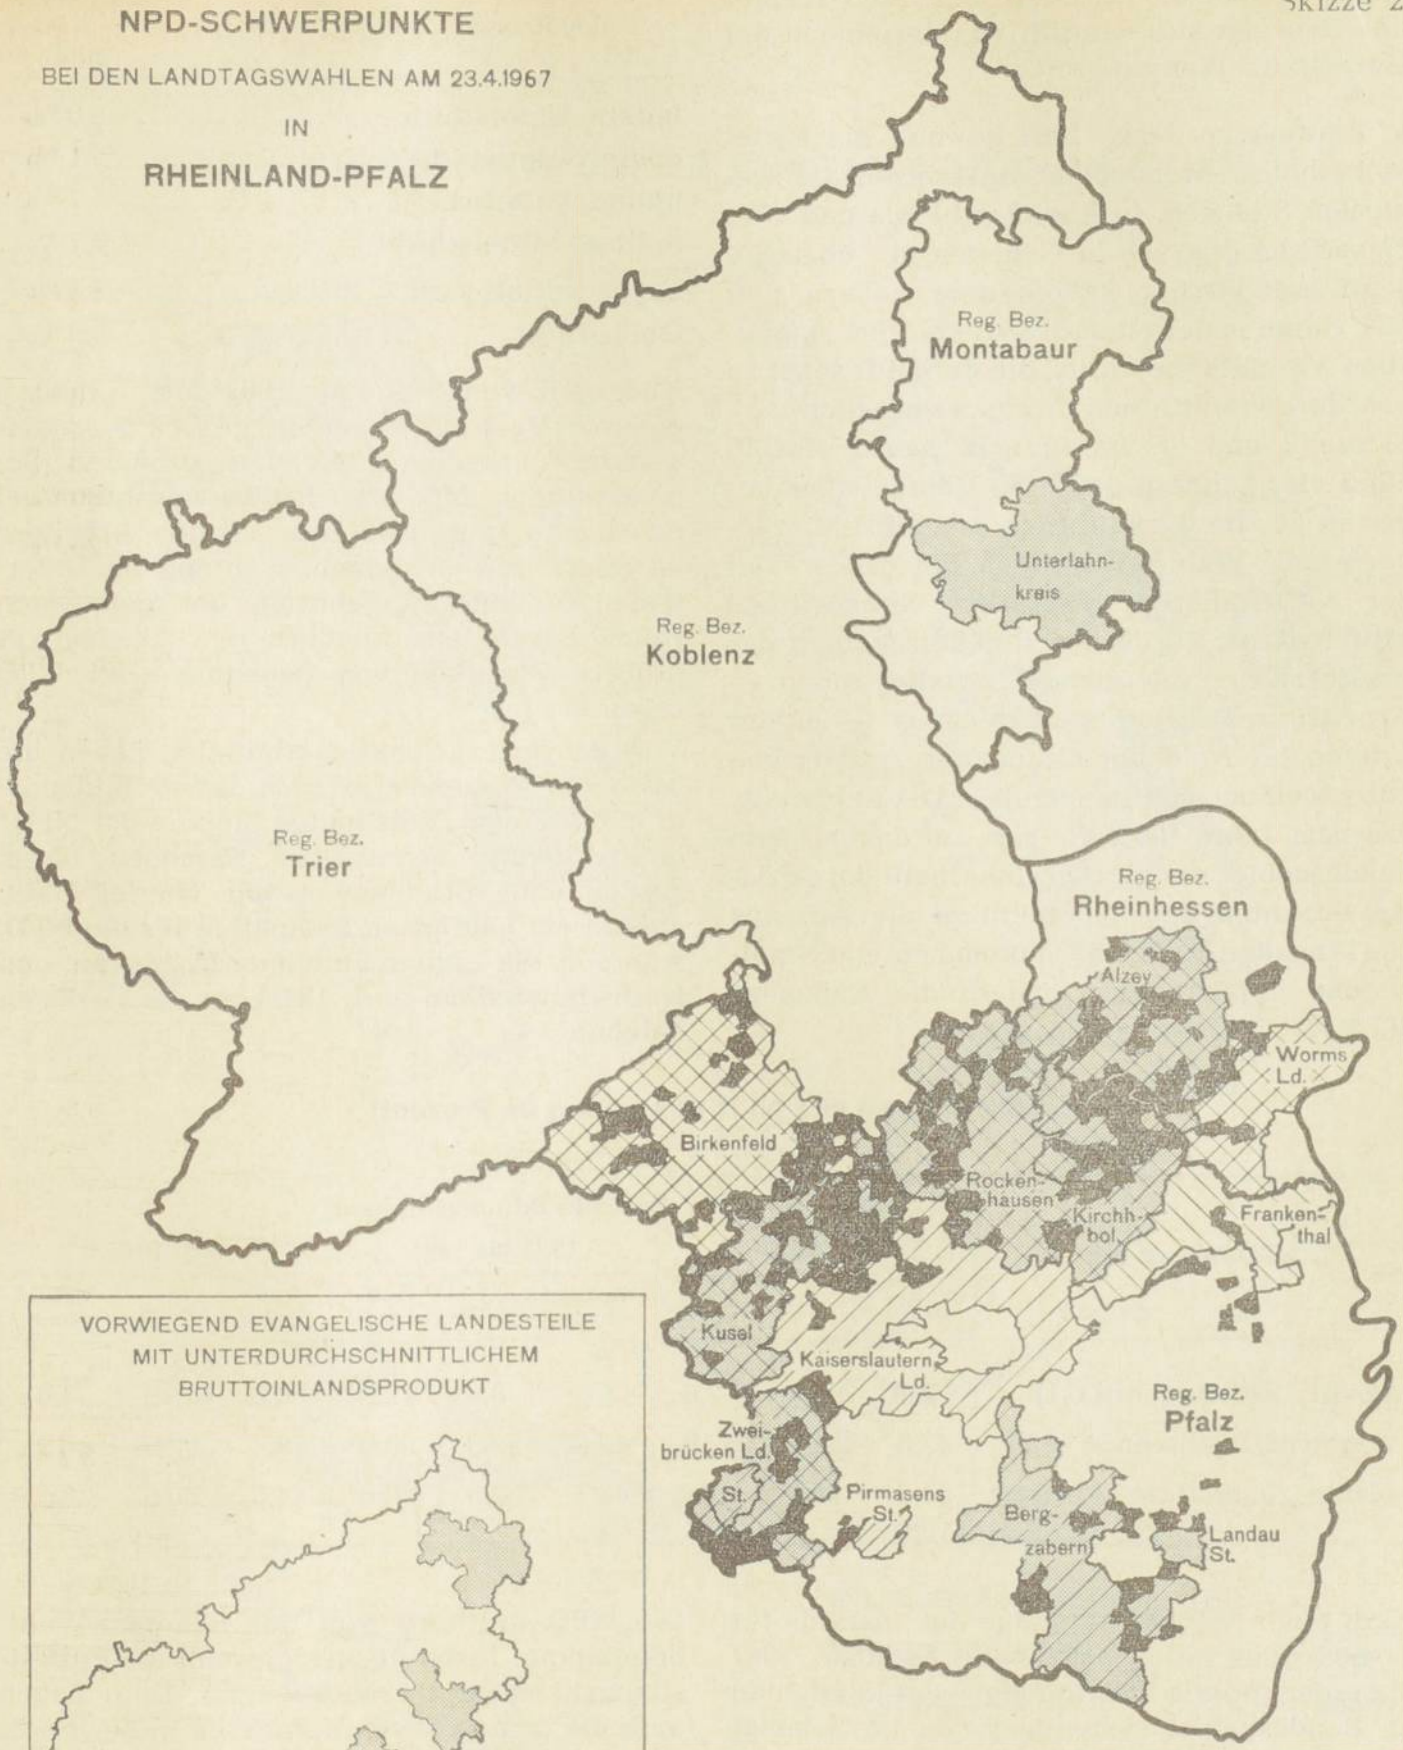 Skizze 2
NPD-SCHWERPUNKTE
BEI DEN LANDTAGSWAHLEN AM 23.4.1967
IN
RHEINLAND-PFALZ
Reg. Bez.
Montabaur
Unterlahn-
kreis
Reg. Bez.
Koblenz
Reg. Bez.
Trier
Reg. Bez.
Rheinhessen
Alzey
Worms
Ld.
Birkenfeld
Rocken-
hausen
Kirchh-
bol.
Franken-
thal
Kusel
Kaiserslautern
Ld.
Reg. Bez.
Pfalz
Zwei-
brücken Ld.
St.
Pirmasens
St.
Berg-
zabern
Landau
St.
VORWIEGEND EVANGELISCHE LANDESTEILE
MIT UNTERDURCHSCHNITTLICHEM
BRUTTOINLANDSPRODUKT